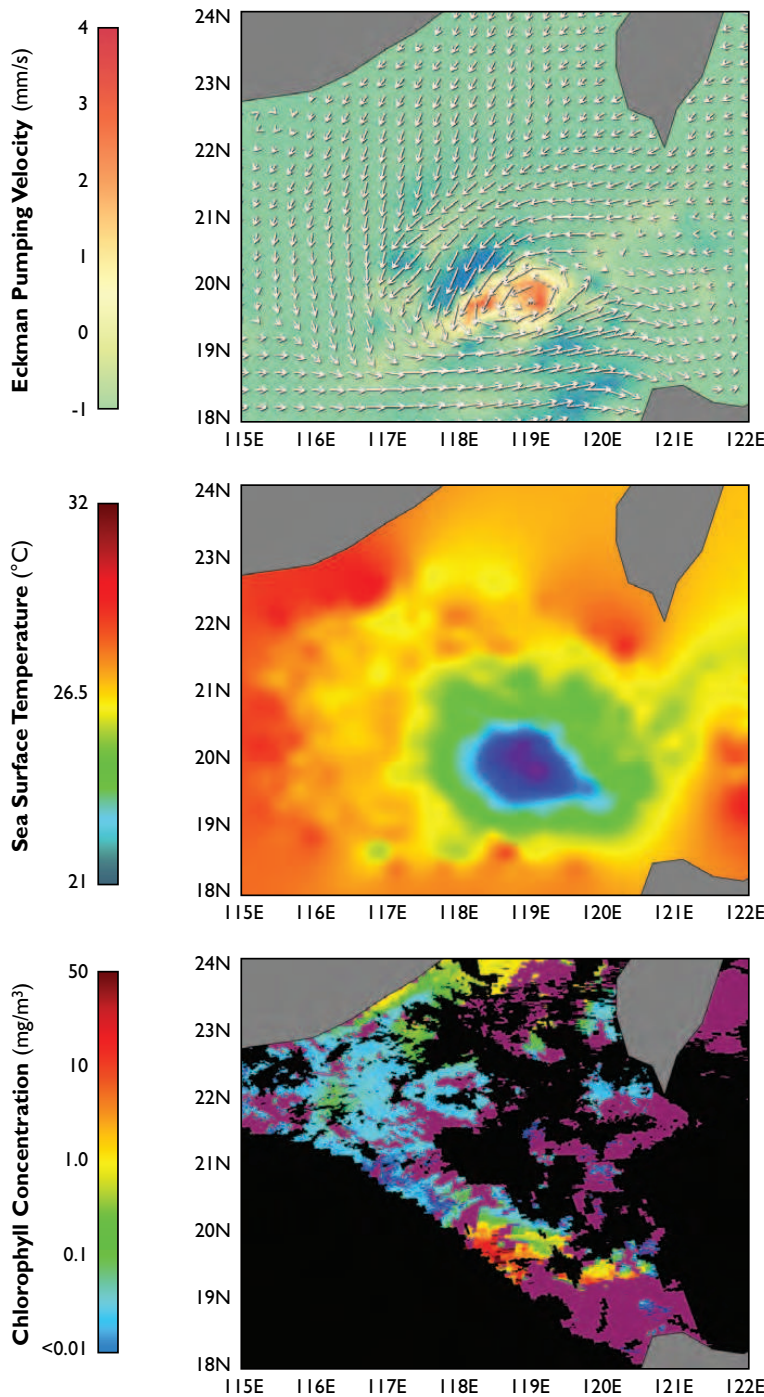 Eckman Pumping Velocity (mm/s)
4
3
2
1
0
-1
24N
23N
22N
21N
20N
19N
18N
115E 116E 117E 118E 119E 120E 121E 122E
Sea Surface Temperature (°C)
32
26.5
21
24N
23N
22N
21N
20N
19N
18N
115E 116E 117E 118E 119E 120E 121E 122E
Chlorophyll Concentration (mg/m³)
50
10
1.0
0.1
<0.01
24N
23N
22N
21N
20N
19N
18N
115E 116E 117E 118E 119E 120E 121E 122E